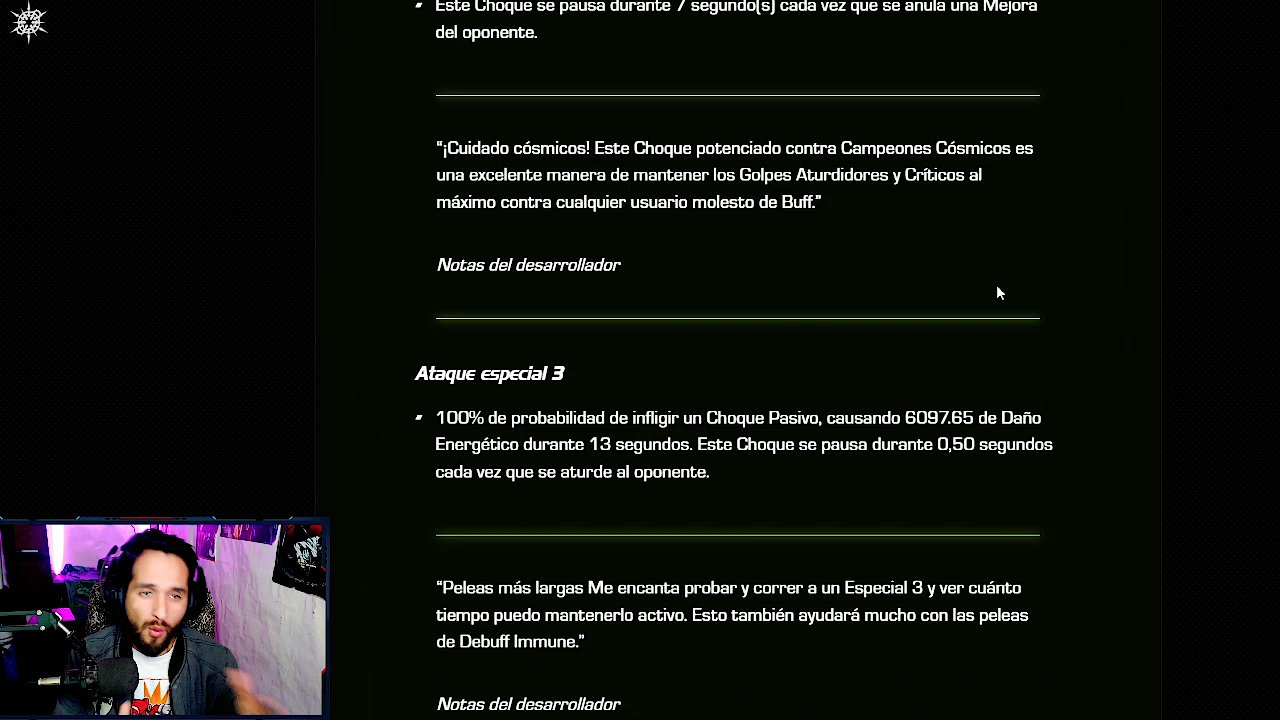 Este Choque se pausa durante 7 segundo(s) cada vez que se anula una Mejora
del oponente.
“¡Cuidado cósmicos! Este Choque potenciado contra Campeones Cósmicos es
una excelente manera de mantener los Golpes Aturdidores y Críticos al
máximo contra cualquier usuario molesto de Buff.”
Notas del desarrollador
Ataque especial 3
100% de probabilidad de infligir un Choque Pasivo, causando 6097.65 de Daño
Energético durante 13 segundos. Este Choque se pausa durante 0,50 segundos
cada vez que se aturde al oponente.
“Peleas más largas Me encanta probar y correr a un Especial 3 y ver cuánto
tiempo puedo mantenerlo activo. Esto también ayudará mucho con las peleas
de Debuff Immune.”
Notas del desarrollador